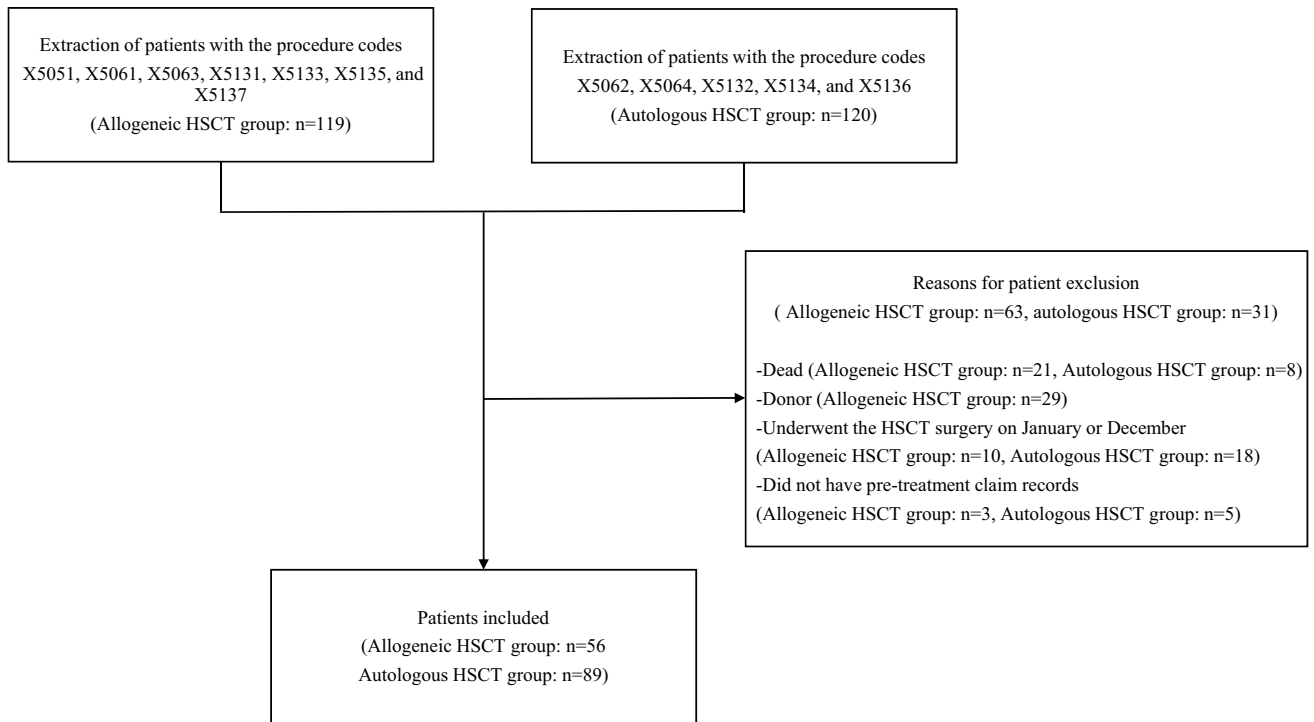 Extraction of patients with the procedure codes
X5051, X5061, X5063, X5131, X5133, X5135, and
X5137
(Allogeneic HSCT group: n=119)
Extraction of patients with the procedure codes
X5062, X5064, X5132, X5134, and X5136
(Autologous HSCT group: n=120)
Reasons for patient exclusion
( Allogeneic HSCT group: n=63, autologous HSCT group: n=31)
-Dead (Allogeneic HSCT group: n=21, Autologous HSCT group: n=8)
-Donor (Allogeneic HSCT group: n=29)
-Underwent the HSCT surgery on January or December
(Allogeneic HSCT group: n=10, Autologous HSCT group: n=18)
-Did not have pre-treatment claim records
(Allogeneic HSCT group: n=3, Autologous HSCT group: n=5)
Patients included
(Allogeneic HSCT group: n=56
Autologous HSCT group: n=89)